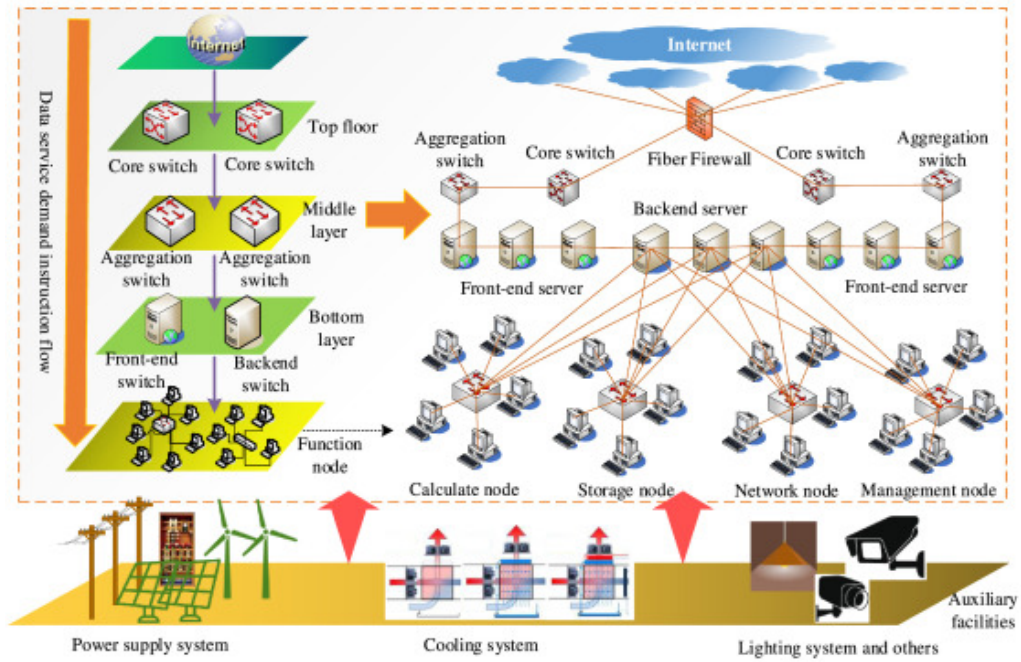 Data service demand instruction flow
Internet
Top floor
Core switch
Core switch
Middle
layer
Aggregation
switch
Aggregation
switch
Bottom
layer
Front-end
switch
Backend
switch
Function
node
Internet
Fiber Firewall
Aggregation
switch
Core switch
Core switch
Aggregation
switch
Backend server
Front-end server
Front-end server
Calculate node
Storage node
Network node
Management node
Power supply system
Cooling system
Lighting system and others
Auxiliary
facilities